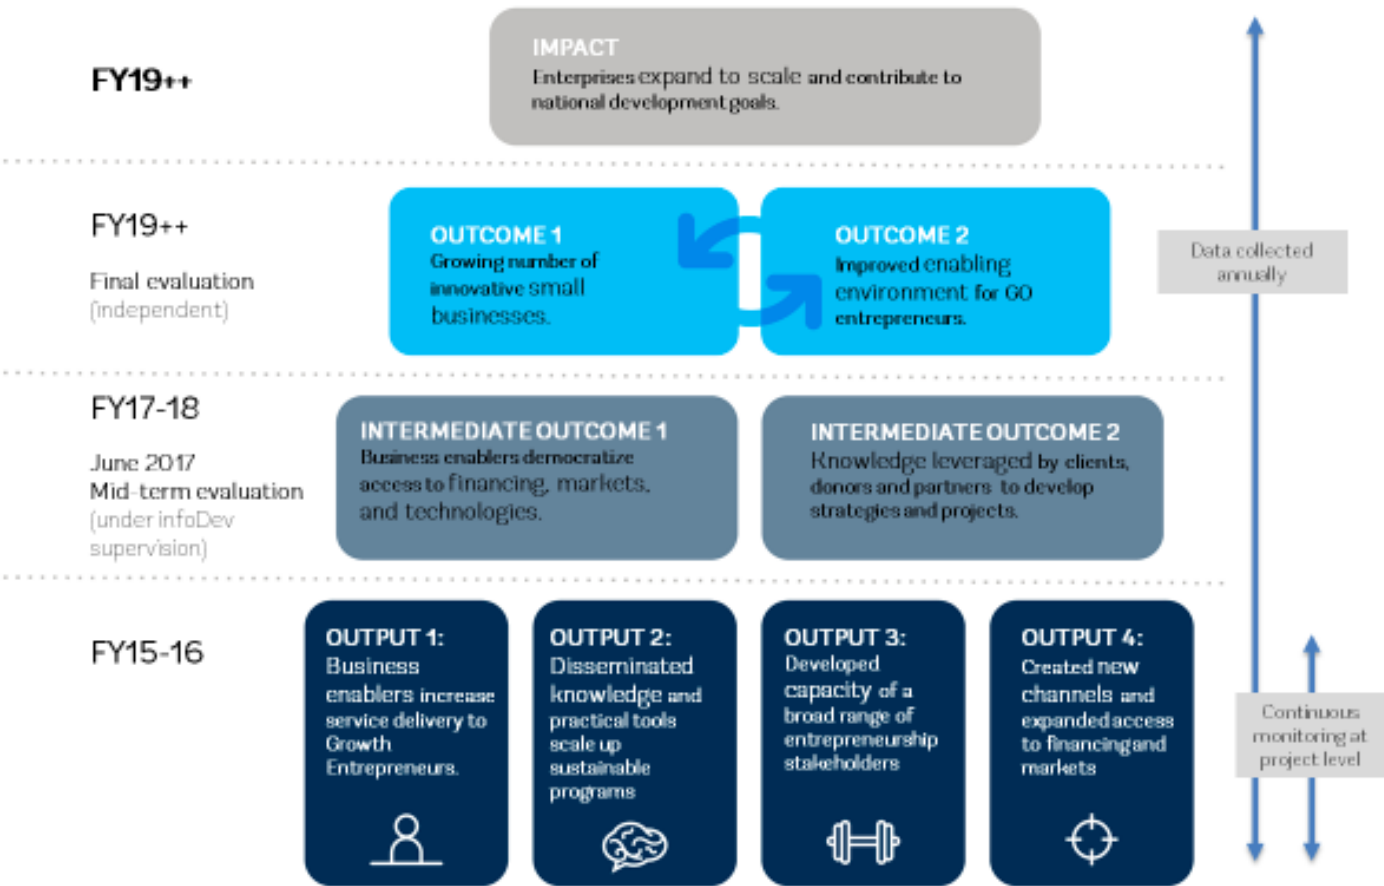 FY19++
IMPACT
Enterprises expand to scale and contribute to
national development goals.
FY19++
Final evaluation
(independent)
OUTCOME 1
Growing number of
innovative small
businesses.
OUTCOME 2
Improved enabling
environment for GO
entrepreneurs.
Data collected
annually
FY17-18
June 2017
Mid-term evaluation
(under infoDev
supervision)
INTERMEDIATE OUTCOME 1
Business enablers democratize
access to financing, markets,
and technologies.
INTERMEDIATE OUTCOME 2
Knowledge leveraged by clients,
donors and partners to develop
strategies and projects.
FY15-16
OUTPUT 1:
Business
enablers increase
service delivery to
Growth
Entrepreneurs.
OUTPUT 2:
Disseminated
knowledge and
practical tools
scale up
sustainable
programs
OUTPUT 3:
Developed
capacity of a
broad range of
entrepreneurship
stakeholders
OUTPUT 4:
Created new
channels and
expanded access
to financing and
markets
Continuous
monitoring at
project level